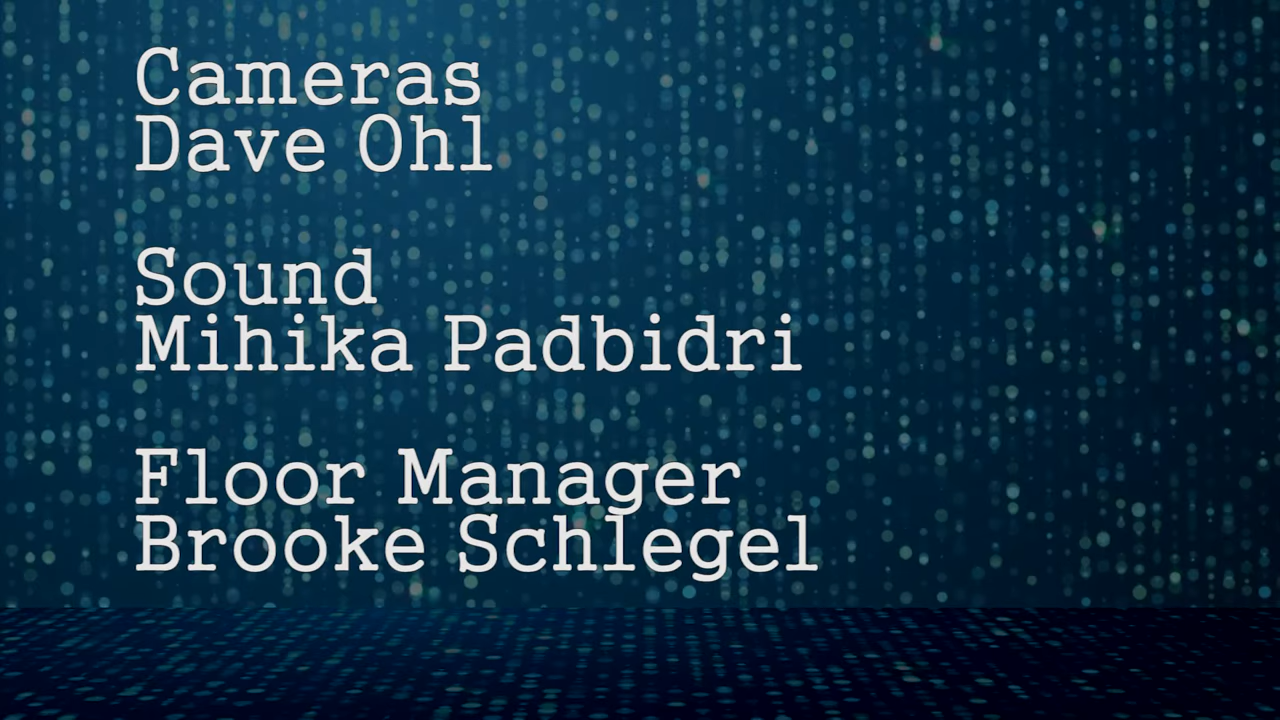 Cameras
Dave Ohl
Sound
Mihika Padbidri
Floor Manager
Brooke Schlegel